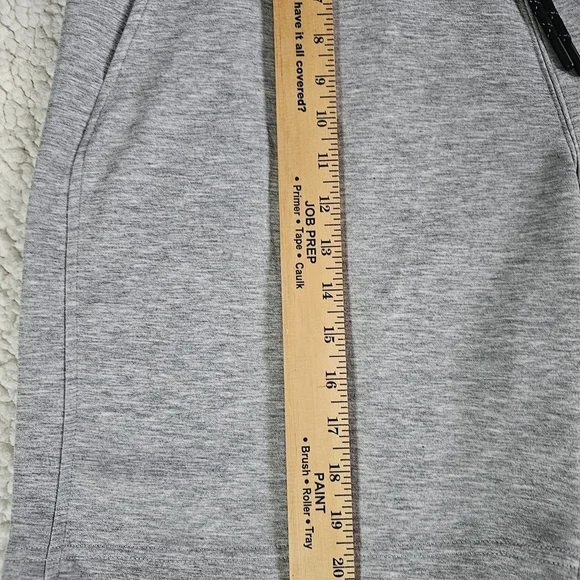 have it all covered?
JOB PREP
• Primer • Tape • Caulk
PAINT
• Brush • Roller • Tray
7
8
9
10
11
12
13
14
15
16
17
18
19
20